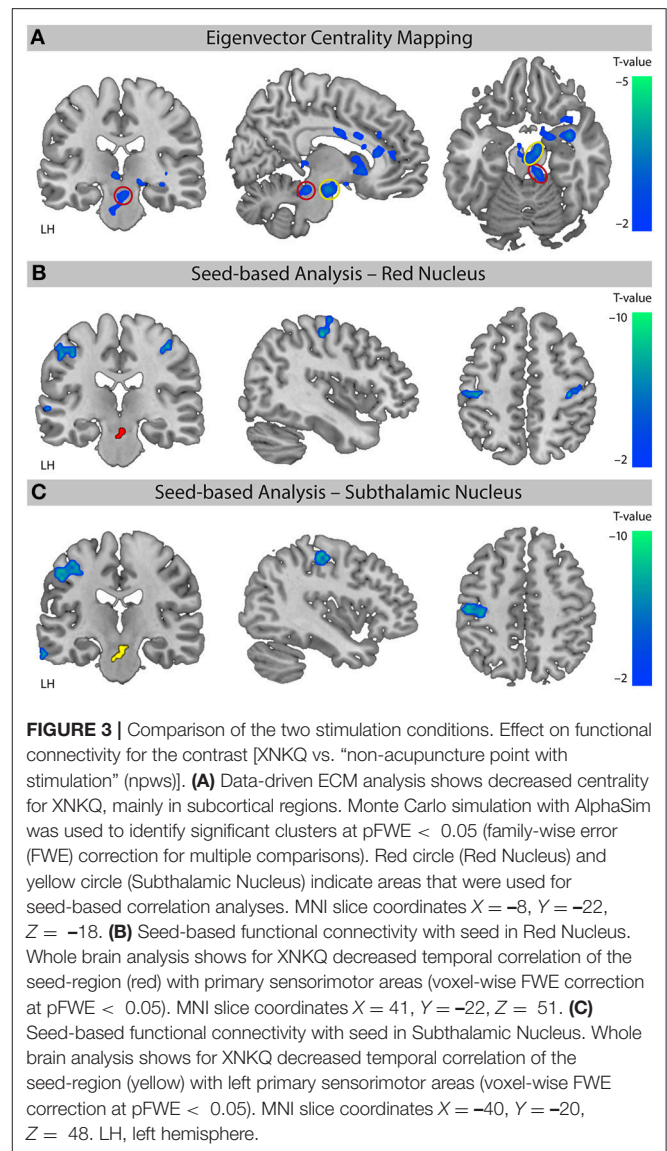 A
Eigenvector Centrality Mapping
T-value
–5
–2
LH
B
Seed-based Analysis – Red Nucleus
T-value
–10
–2
LH
C
Seed-based Analysis – Subthalamic Nucleus
T-value
–10
–2
LH
FIGURE 3 | Comparison of the two stimulation conditions. Effect on functional
connectivity for the contrast [XNKQ vs. “non-acupuncture point with
stimulation” (npws)]. (A) Data-driven ECM analysis shows decreased centrality
for XNKQ, mainly in subcortical regions. Monte Carlo simulation with AlphaSim
was used to identify significant clusters at pFWE < 0.05 (family-wise error
(FWE) correction for multiple comparisons). Red circle (Red Nucleus) and
yellow circle (Subthalamic Nucleus) indicate areas that were used for
seed-based correlation analyses. MNI slice coordinates X = –8, Y = –22,
Z = –18. (B) Seed-based functional connectivity with seed in Red Nucleus.
Whole brain analysis shows for XNKQ decreased temporal correlation of the
seed-region (red) with primary sensorimotor areas (voxel-wise FWE correction
at pFWE < 0.05). MNI slice coordinates X = 41, Y = –22, Z = 51. (C)
Seed-based functional connectivity with seed in Subthalamic Nucleus. Whole
brain analysis shows for XNKQ decreased temporal correlation of the
seed-region (yellow) with left primary sensorimotor areas (voxel-wise FWE
correction at pFWE < 0.05). MNI slice coordinates X = –40, Y = –20,
Z = 48. LH, left hemisphere.